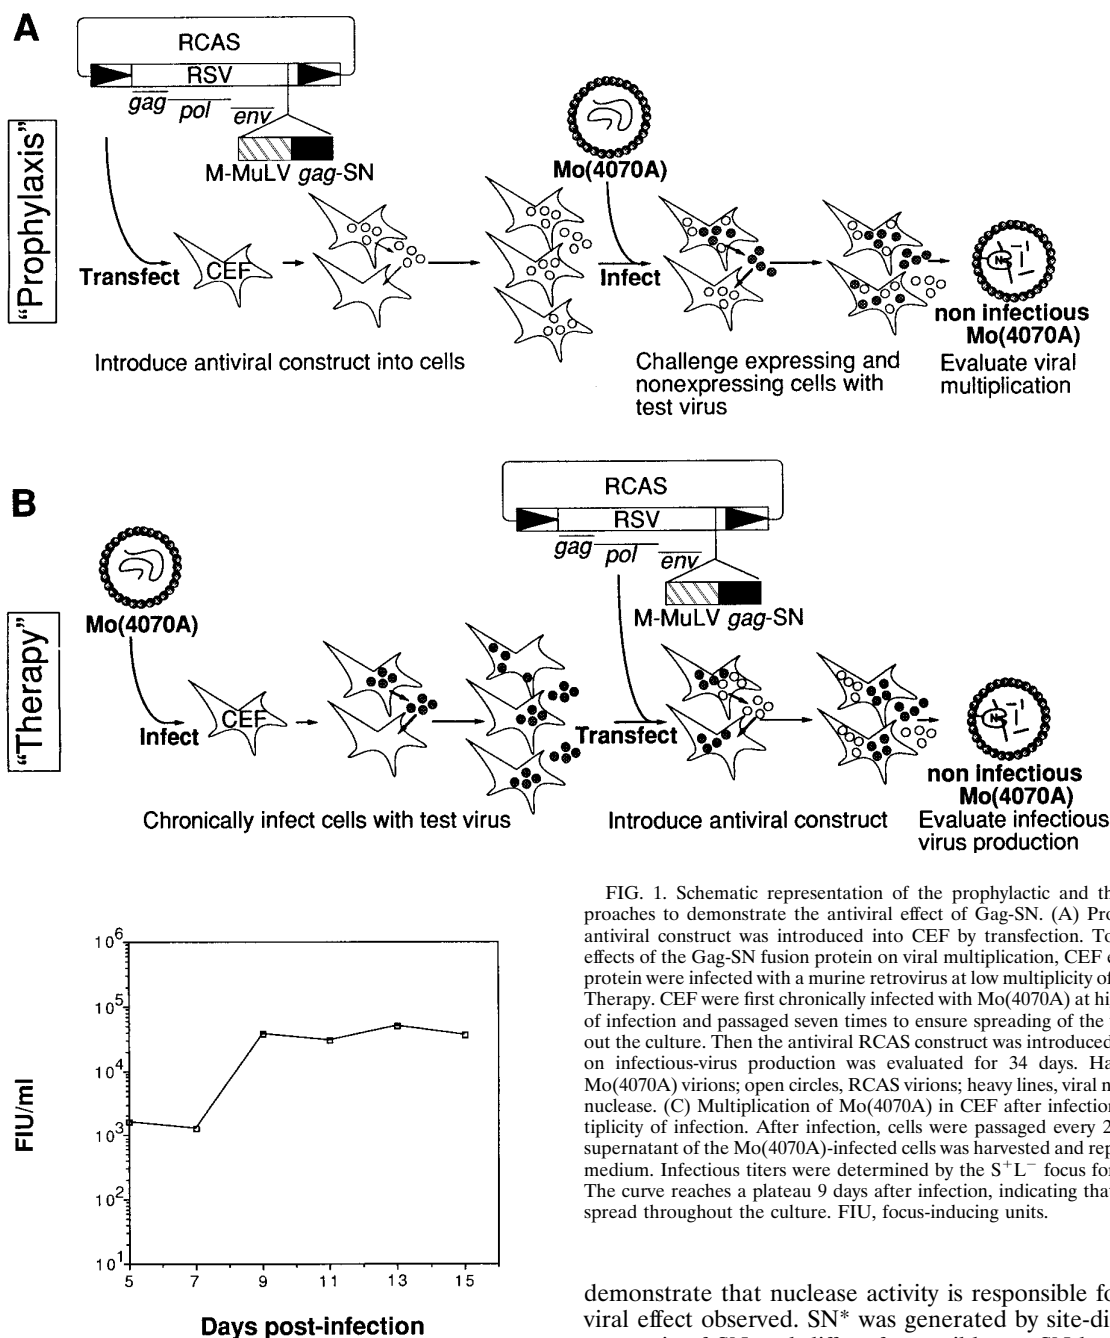 A
RCAS
RSV
gag
pol
env
M-MuLV gag-SN
"Prophylaxis"
Mo(4070A)
Transfect
CEF
Infect
N
non infectious
Mo(4070A)
Introduce antiviral construct into cells
Challenge expressing and
nonexpressing cells with
test virus
Evaluate viral
multiplication
B
RCAS
RSV
gag
pol
env
M-MuLV gag-SN
"Therapy"
Mo(4070A)
Infect
CEF
Transfect
N
non infectious
Mo(4070A)
Chronically infect cells with test virus
Introduce antiviral construct
Evaluate infectious
virus production
10^6
10^5
10^4
10^3
10^2
10^1
FIU/ml
5 7 9 11 13 15
Days post-infection
FIG. 1. Schematic representation of the prophylactic and th
proaches to demonstrate the antiviral effect of Gag-SN. (A) Pro
antiviral construct was introduced into CEF by transfection. To
effects of the Gag-SN fusion protein on viral multiplication, CEF e
protein were infected with a murine retrovirus at low multiplicity of
Therapy. CEF were first chronically infected with Mo(4070A) at hi
of infection and passaged seven times to ensure spreading of the
out the culture. Then the antiviral RCAS construct was introduced
on infectious-virus production was evaluated for 34 days. Ha
Mo(4070A) virions; open circles, RCAS virions; heavy lines, viral n
nuclease. (C) Multiplication of Mo(4070A) in CEF after infection
tiplicity of infection. After infection, cells were passaged every 2
supernatant of the Mo(4070A)-infected cells was harvested and rep
medium. Infectious titers were determined by the S+L− focus for
The curve reaches a plateau 9 days after infection, indicating that
spread throughout the culture. FIU, focus-inducing units.
demonstrate that nuclease activity is responsible fo
viral effect observed. SN* was generated by site-di